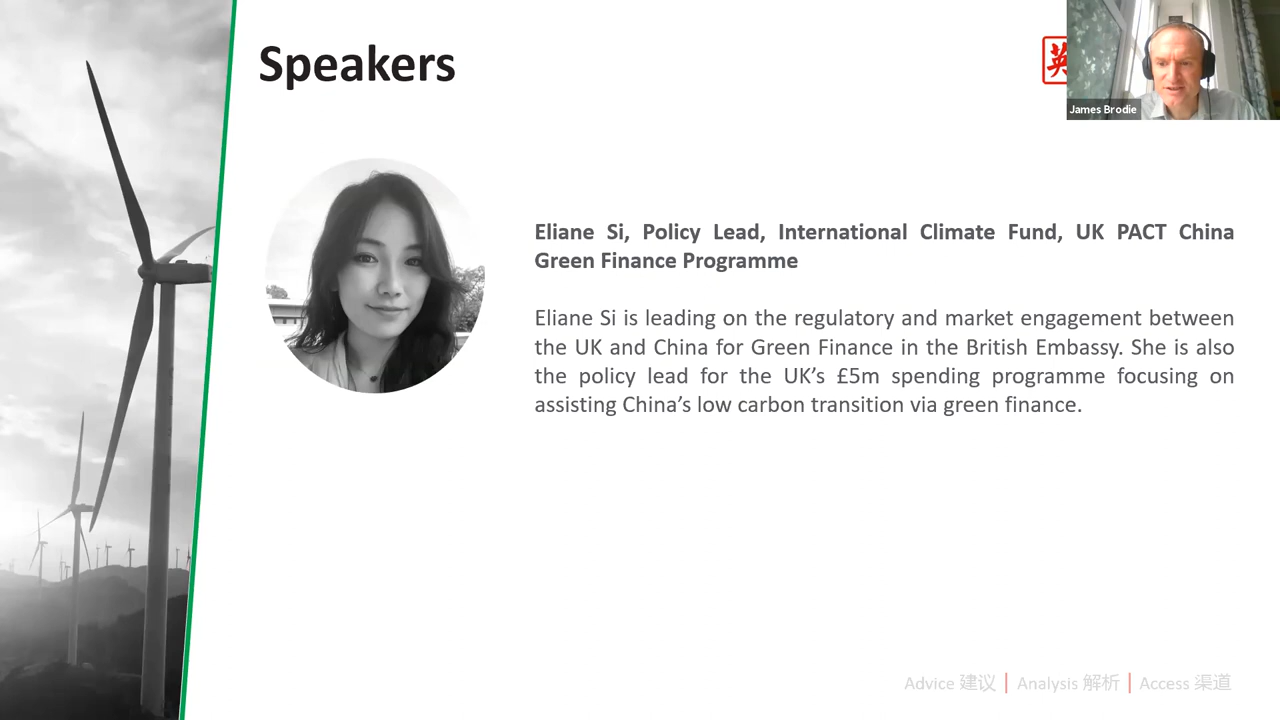 Speakers
英
James Brodie
Eliane Si, Policy Lead, International Climate Fund, UK PACT China
Green Finance Programme
Eliane Si is leading on the regulatory and market engagement between
the UK and China for Green Finance in the British Embassy. She is also
the policy lead for the UK’s £5m spending programme focusing on
assisting China’s low carbon transition via green finance.
Advice 建议 | Analysis 解析 | Access 渠道